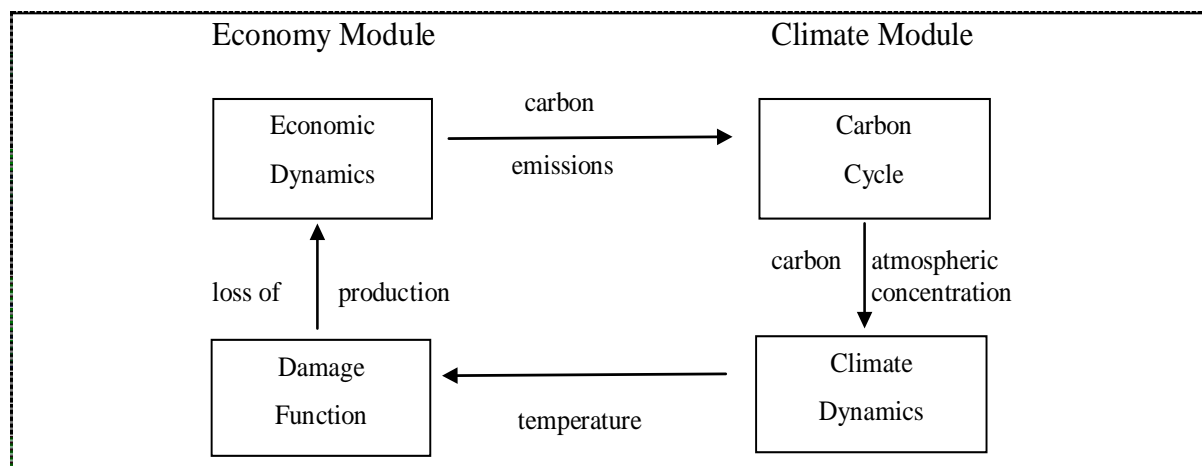 Economy Module
Climate Module
Economic
Dynamics
carbon
emissions
Carbon
Cycle
loss of production
carbon atmospheric
concentration
Damage
Function
temperature
Climate
Dynamics